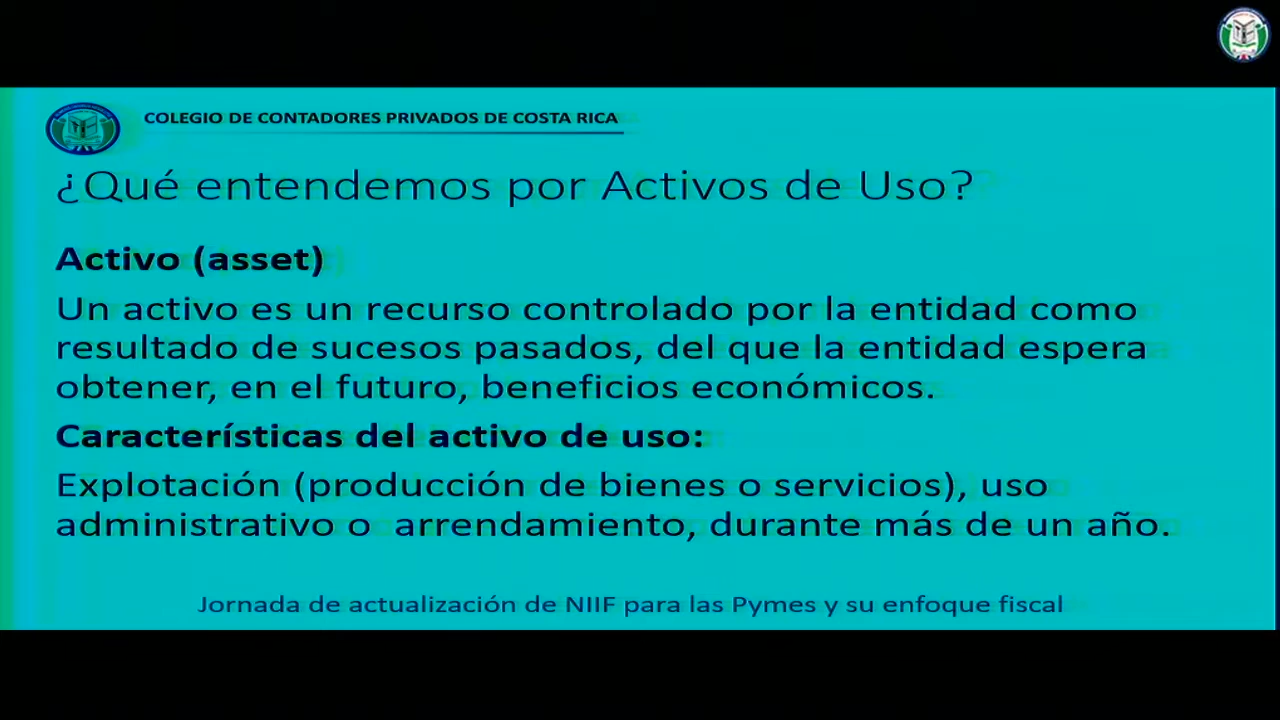 COLEGIO DE CONTADORES PRIVADOS DE COSTA RICA
¿Qué entendemos por Activos de Uso?
Activo (asset)
Un activo es un recurso controlado por la entidad como
resultado de sucesos pasados, del que la entidad espera
obtener, en el futuro, beneficios económicos.
Características del activo de uso:
Explotación (producción de bienes o servicios), uso
administrativo o  arrendamiento, durante más de un año.
Jornada de actualización de NIIF para las Pymes y su enfoque fiscal